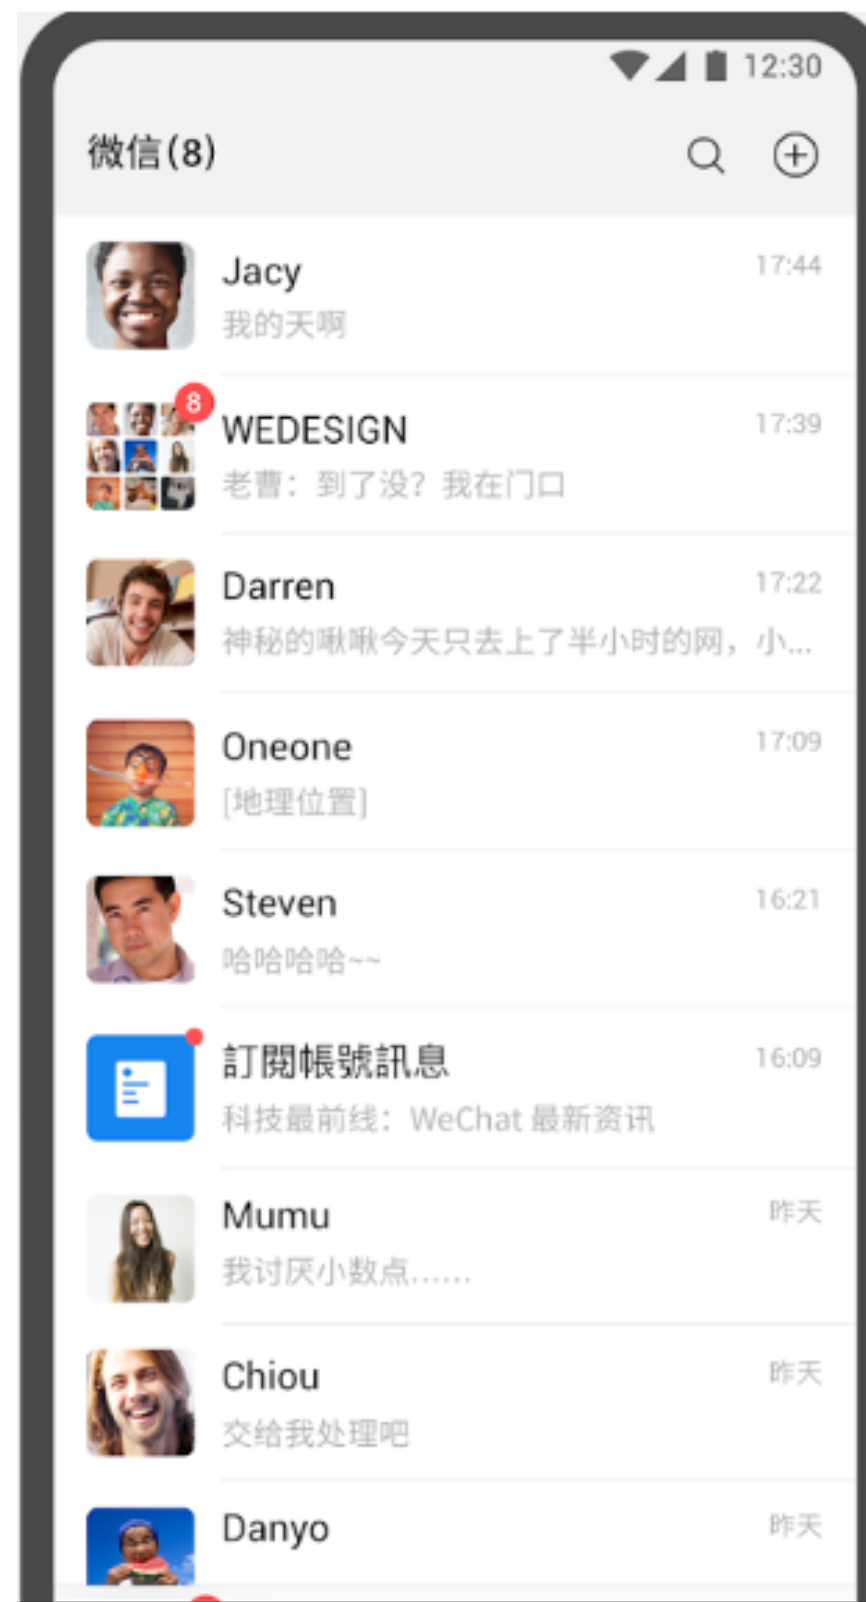 12:30
微信(8)
Jacy 17:44
我的天啊
8
WEDESIGN 17:39
老曹：到了没？我在门口
Darren 17:22
神秘的啾啾今天只去上了半小时的网，小...
Oneone 17:09
[地理位置]
Steven 16:21
哈哈哈哈~~
訂閱帳號訊息 16:09
科技最前线：WeChat 最新资讯
Mumu 昨天
我讨厌小数点......
Chiou 昨天
交给我处理吧
Danyo 昨天